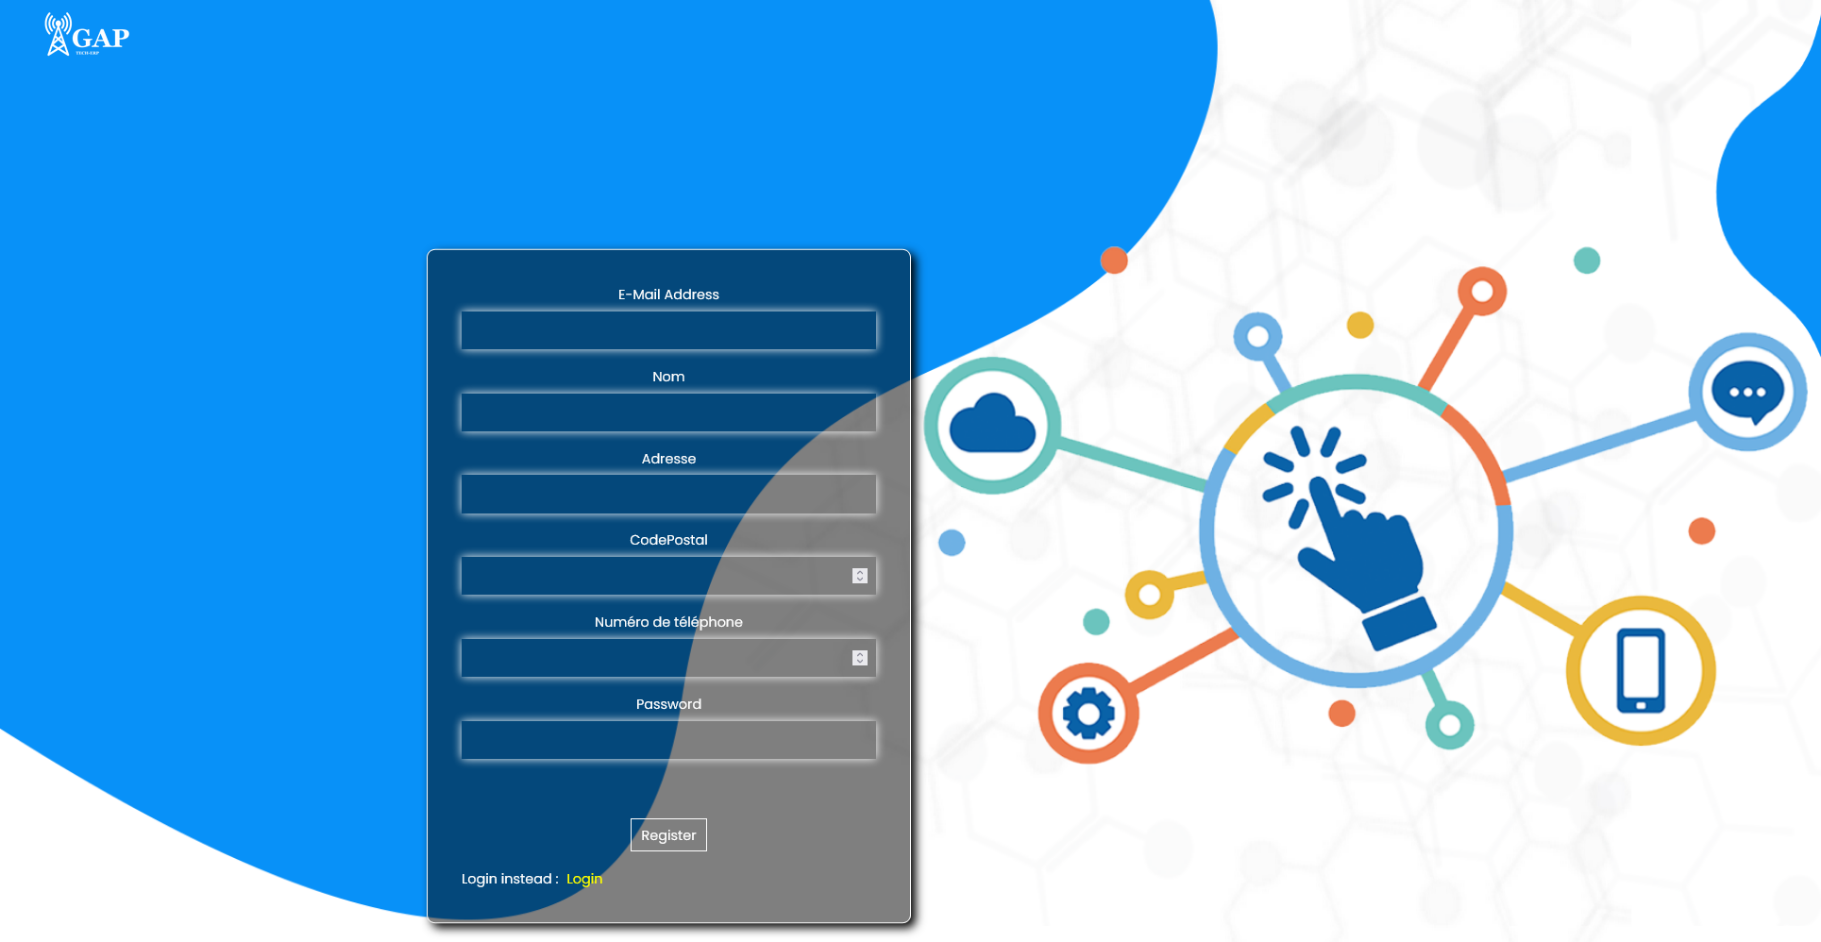 GAP
E-Mail Address
Nom
Adresse
CodePostal
Numéro de téléphone
Password
Register
Login instead : Login